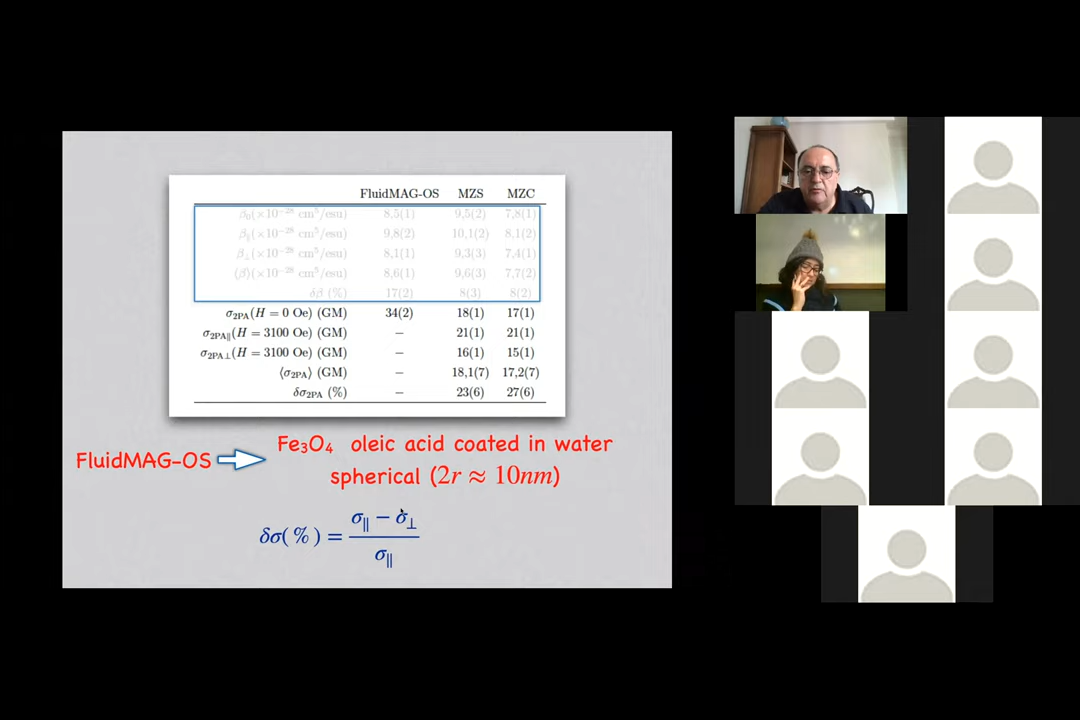 FluidMAG-OS MZS MZC
β₀(×10⁻²⁸ cm⁵/esu) 8,5(1) 9,5(2) 7,8(1)
β∥(×10⁻²⁸ cm⁵/esu) 9,8(2) 10,1(2) 8,1(2)
β⊥(×10⁻²⁸ cm⁵/esu) 8,1(1) 9,3(3) 7,4(1)
⟨β⟩(×10⁻²⁸ cm⁵/esu) 8,6(1) 9,6(3) 7,7(2)
δβ (%) 17(2) 8(3) 8(2)
σ₂PA(H = 0 Oe) (GM) 34(2) 18(1) 17(1)
σ₂PA∥(H = 3100 Oe) (GM) – 21(1) 21(1)
σ₂PA⊥(H = 3100 Oe) (GM) – 16(1) 15(1)
⟨σ₂PA⟩ (GM) – 18,1(7) 17,2(7)
δσ₂PA (%) – 23(6) 27(6)
FluidMAG-OS
Fe₃O₄ oleic acid coated in water
spherical (2r ≈ 10nm)
δσ(%) = (σ∥ − σ⊥) / σ∥